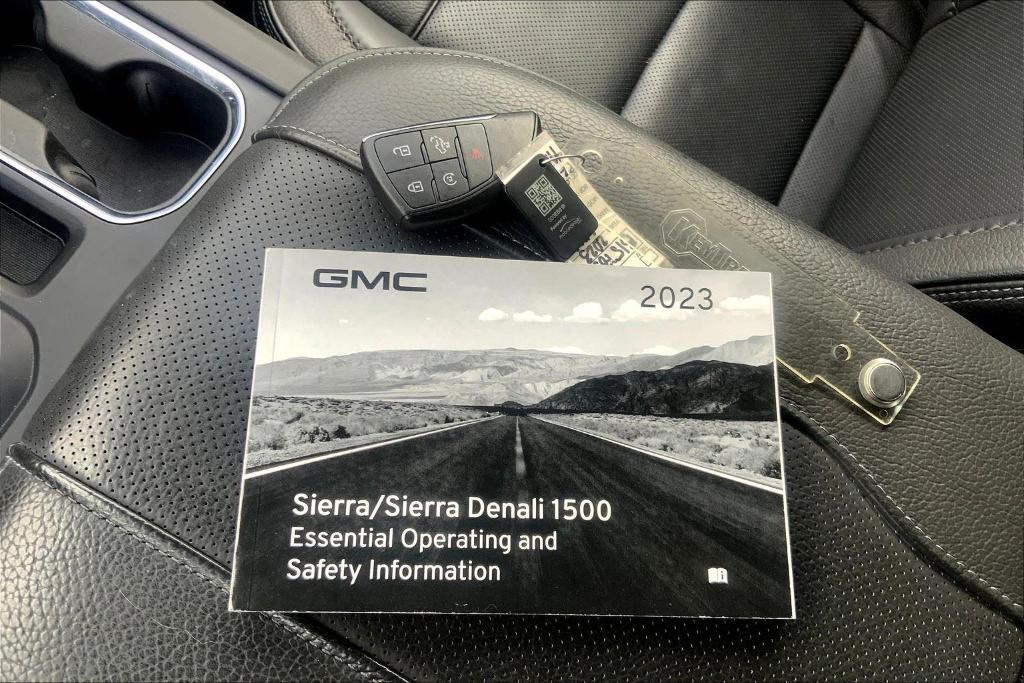 GMC
2023
Sierra/Sierra Denali 1500
Essential Operating and
Safety Information